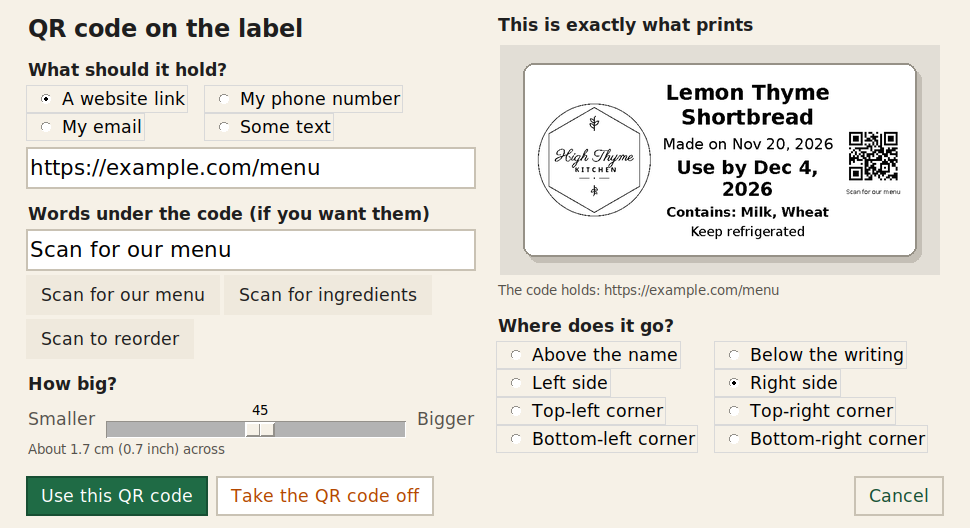 QR code on the label
What should it hold?
A website link
My phone number
My email
Some text
https://example.com/menu
Words under the code (if you want them)
Scan for our menu
Scan for our menu
Scan for ingredients
Scan to reorder
How big?
45
Smaller
Bigger
About 1.7 cm (0.7 inch) across
Use this QR code
Take the QR code off
This is exactly what prints
High Thyme
KITCHEN
Lemon Thyme
Shortbread
Made on Nov 20, 2026
Use by Dec 4,
2026
Contains: Milk, Wheat
Keep refrigerated
Scan for our menu
The code holds: https://example.com/menu
Where does it go?
Above the name
Below the writing
Left side
Right side
Top-left corner
Top-right corner
Bottom-left corner
Bottom-right corner
Cancel